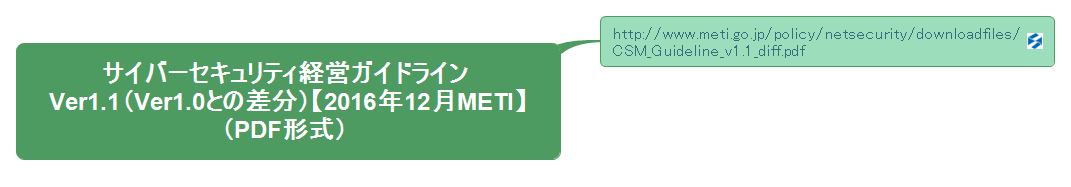 サイバーセキュリティ経営ガイドライン
Ver1.1（Ver1.0との差分）【2016年12月METI】
（PDF形式）
http://www.meti.go.jp/policy/netsecurity/downloadfiles/
CSM_Guideline_v1.1_diff.pdf